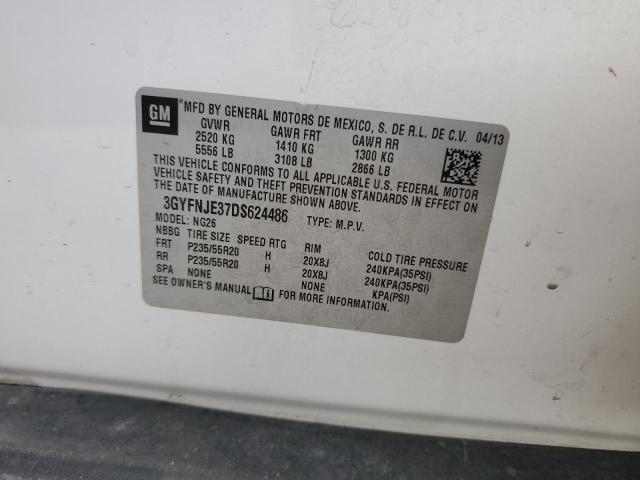 GM
*MFD BY GENERAL MOTORS DE MEXICO, S. DE R.L. DE C.V. 04/13
GVWR GAWR FRT GAWR RR
2520 KG 1410 KG 1300 KG
5556 LB 3108 LB 2866 LB
THIS VEHICLE CONFORMS TO ALL APPLICABLE U.S. FEDERAL MOTOR
VEHICLE SAFETY AND THEFT PREVENTION STANDARDS IN EFFECT ON
THE DATE OF MANUFACTURE SHOWN ABOVE.
3GYFNJE37DS624486 TYPE: M.P.V.
MODEL: NG26
NBBG TIRE SIZE SPEED RTG RIM COLD TIRE PRESSURE
FRT P235/55R20 H 20X8J 240KPA(35PSI)
RR P235/55R20 H 20X8J 240KPA(35PSI)
SPA NONE NONE KPA(PSI)
SEE OWNER'S MANUAL FOR MORE INFORMATION.